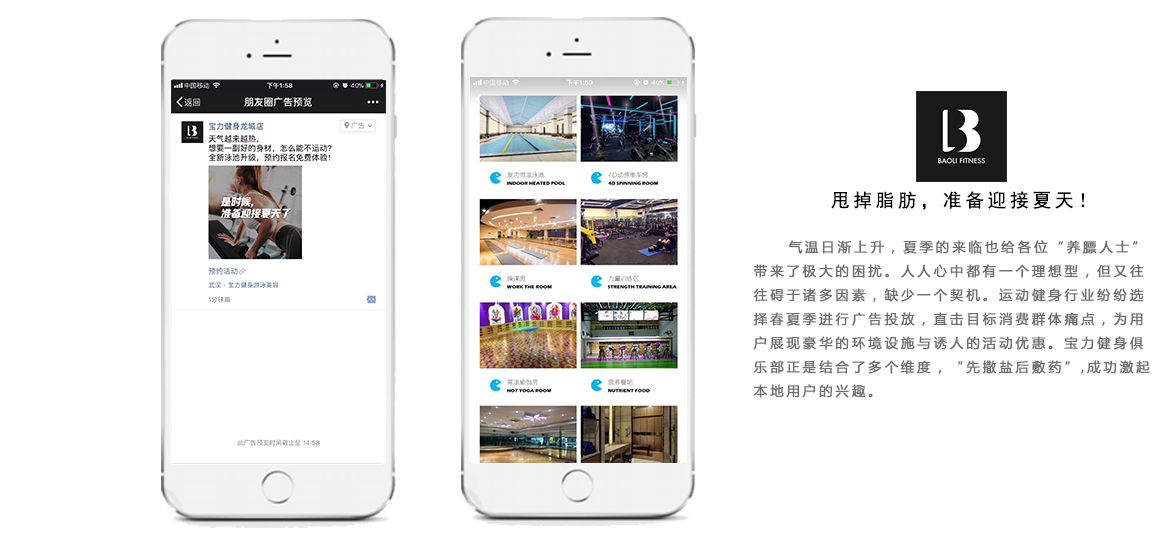 中国移动
下午1:58
40%
返回
朋友圈广告预览
宝力健身龙城店
广告
天气越来越热,
想要一副好的身材,怎么能不运动?
全新泳池升级,预约报名免费体验!
是时候,
准备迎接夏天了
预约活动
武汉·宝力健身游泳美容
1分钟前
此广告预览时间截止至 14:58
中国移动
下午1:59
40%
室内恒温泳池
INDOOR HEATED POOL
4D动感单车房
4D SPINNING ROOM
操课房
WORK THE ROOM
力量训练区
STRENGTH TRAINING AREA
高温瑜伽房
HOT YOGA ROOM
营养餐吧
NUTRIENT FOOD
B
BAOLI FITNESS
甩掉脂肪,准备迎接夏天!
气温日渐上升,夏季的来临也给各位“养膘人士”
带来了极大的困扰。人人心中都有一个理想型,但又往
往碍于诸多因素,缺少一个契机。运动健身行业纷纷选
择春夏季进行广告投放,直击目标消费群体痛点,为用
户展现豪华的环境设施与诱人的活动优惠。宝力健身俱
乐部正是结合了多个维度,“先撒盐后敷药”,成功激起
本地用户的兴趣。